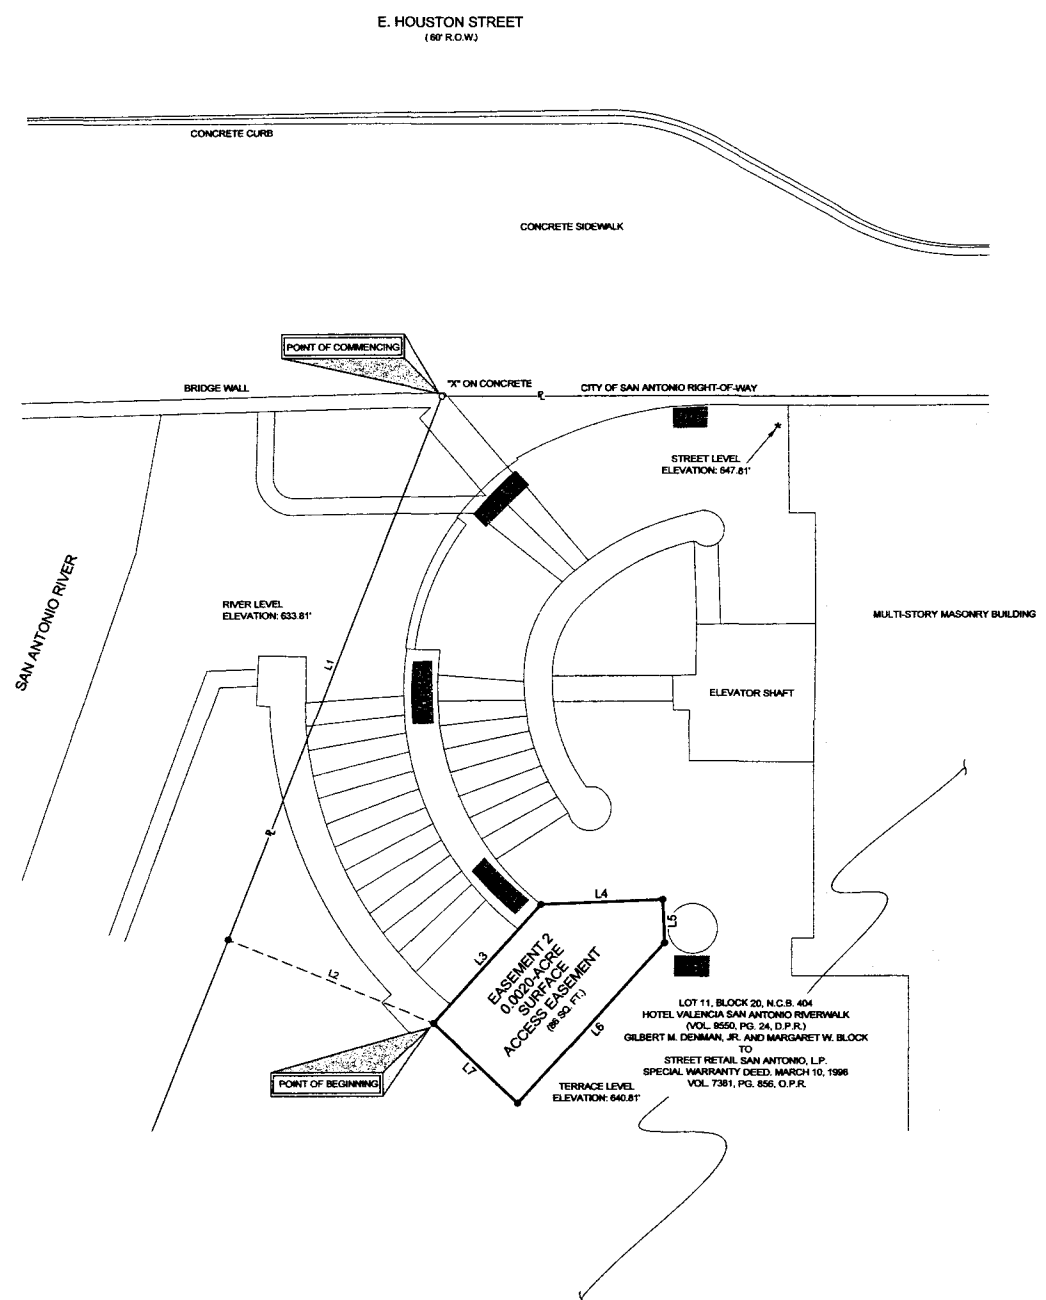 E. HOUSTON STREET
( 60' R.O.W.)
CONCRETE CURB
CONCRETE SIDEWALK
POINT OF COMMENCING
BRIDGE WALL
"X" ON CONCRETE
CITY OF SAN ANTONIO RIGHT-OF-WAY
PL
STREET LEVEL
ELEVATION: 647.81'
SAN ANTONIO RIVER
RIVER LEVEL
ELEVATION: 633.81'
MULTI-STORY MASONRY BUILDING
L1
ELEVATOR SHAFT
PL
L4
L5
L3
L2
EASEMENT 2
0.0020-ACRE
SURFACE
ACCESS EASEMENT
(86 SQ. FT.)
L6
L7
POINT OF BEGINNING
TERRACE LEVEL
ELEVATION: 640.81'
LOT 11, BLOCK 20, N.C.B. 404
HOTEL VALENCIA SAN ANTONIO RIVERWALK
(VOL. 9550, PG. 24, D.P.R.)
GILBERT M. DENMAN, JR. AND MARGARET W. BLOCK
TO
STREET RETAIL SAN ANTONIO, L.P.
SPECIAL WARRANTY DEED, MARCH 10, 1998
VOL. 7381, PG. 856, O.P.R.